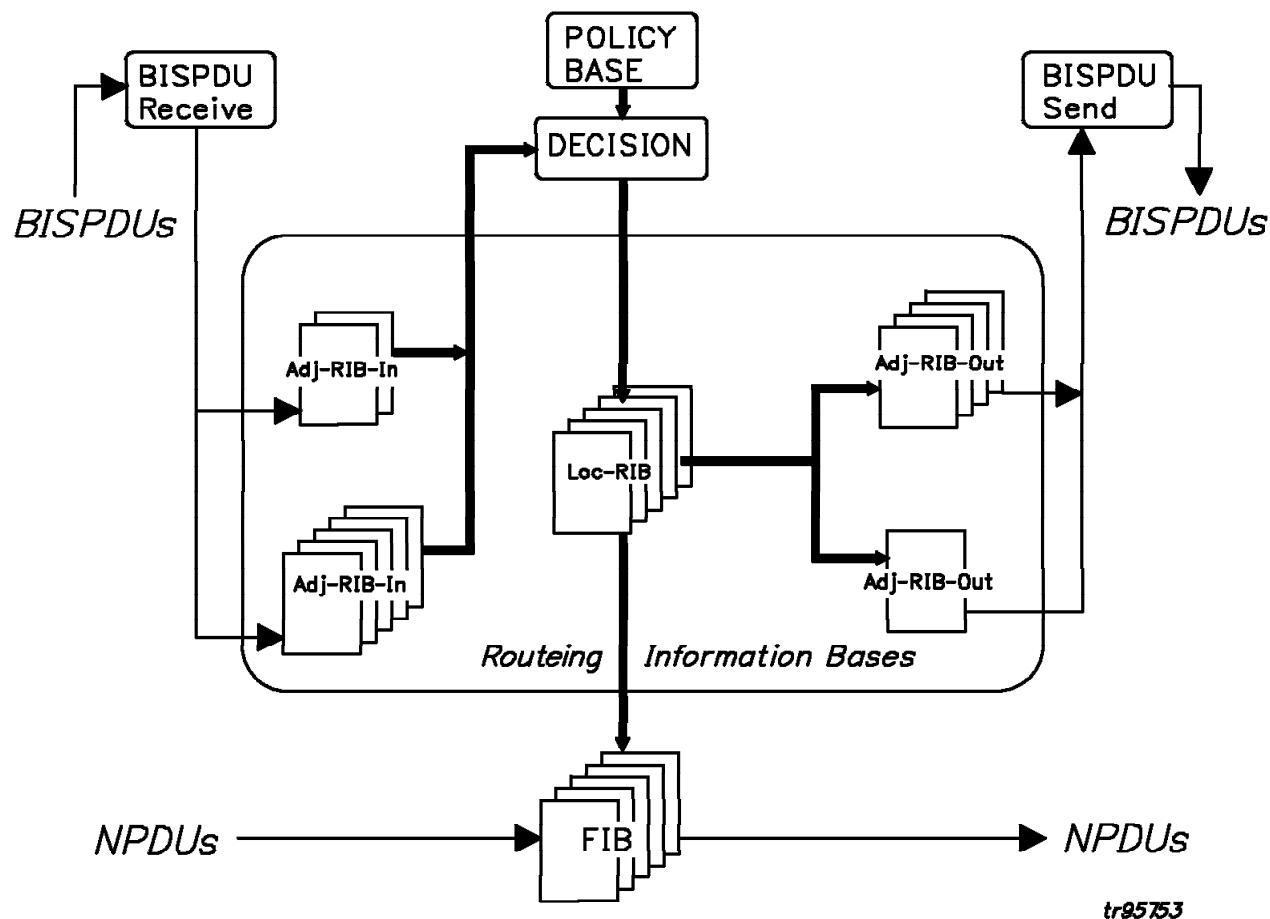 POLICY
BASE
BISPDU
Receive
BISPDU
Send
DECISION
BISPDUs
BISPDUs
Adj-RIB-In
Adj-RIB-Out
Loc-RIB
Adj-RIB-In
Adj-RIB-Out
Routeing Information Bases
NPDUs
FIB
NPDUs
tr95753